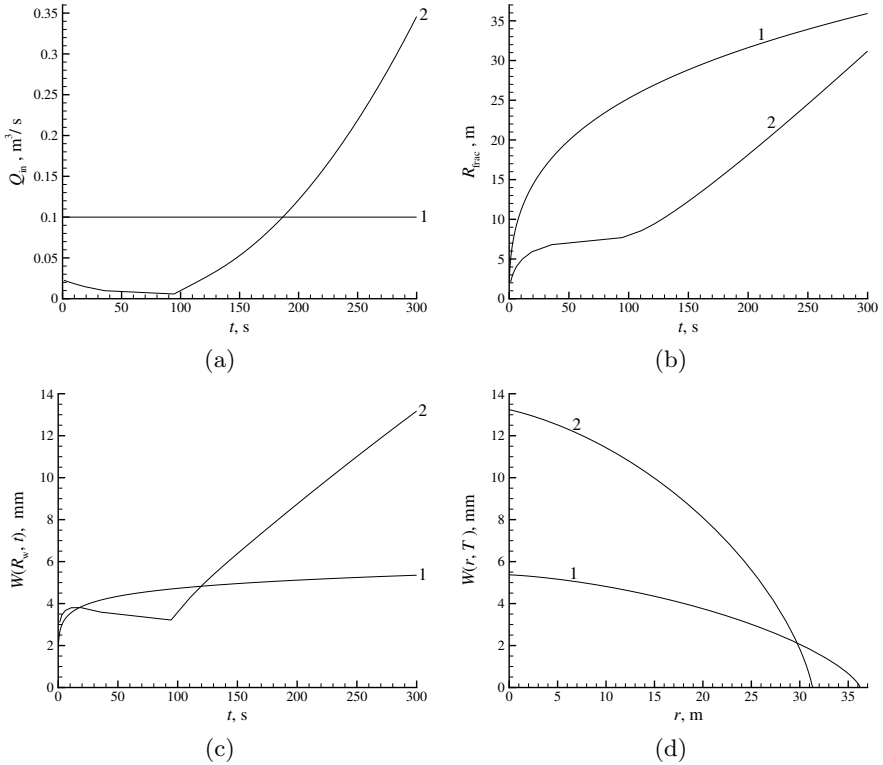 0.35
0.3
0.25
0.2
0.15
0.1
0.05
0
Q_in , m³/ s
0 50 100 150 200 250 300
t, s
2
1
(a)
35
30
25
20
15
10
5
0
R_frac , m
0 50 100 150 200 250 300
t, s
1
2
(b)
14
12
10
8
6
4
2
0
W(R_w, t), mm
0 50 100 150 200 250 300
t, s
2
1
(c)
14
12
10
8
6
4
2
0
W(r, T ), mm
0 5 10 15 20 25 30 35
r, m
2
1
(d)